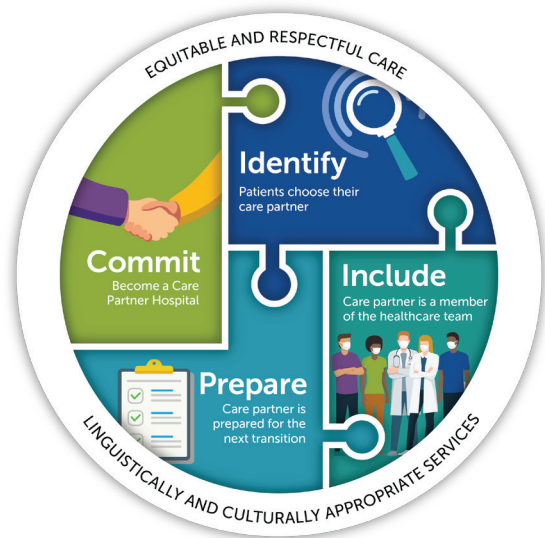 EQUITABLE AND RESPECTFUL CARE
Commit
Become a Care
Partner Hospital
Identify
Patients choose their
care partner
Include
Care partner is a member
of the healthcare team
Prepare
Care partner is
prepared for the
next transition
LINGUISTICALLY AND CULTURALLY APPROPRIATE SERVICES